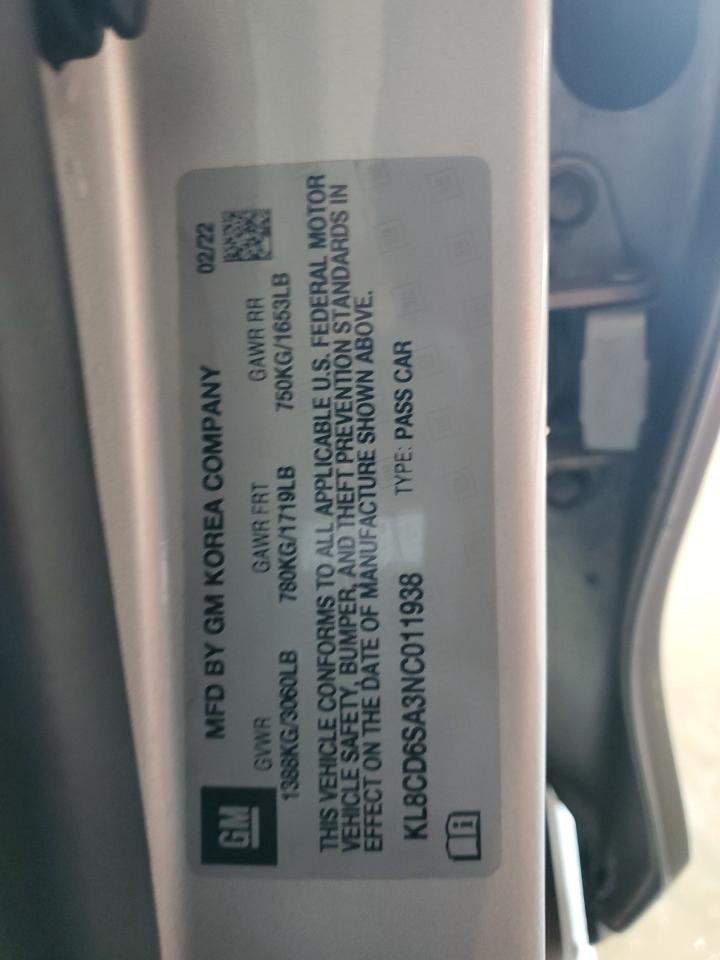 GM
MFD BY GM KOREA COMPANY 02/22
GVWR GAWR FRT GAWR RR
1388KG/3060LB 780KG/1719LB 750KG/1653LB
THIS VEHICLE CONFORMS TO ALL APPLICABLE U.S. FEDERAL MOTOR
VEHICLE SAFETY, BUMPER, AND THEFT PREVENTION STANDARDS IN
EFFECT ON THE DATE OF MANUFACTURE SHOWN ABOVE.
KL8CD6SA3NC011938 TYPE: PASS CAR